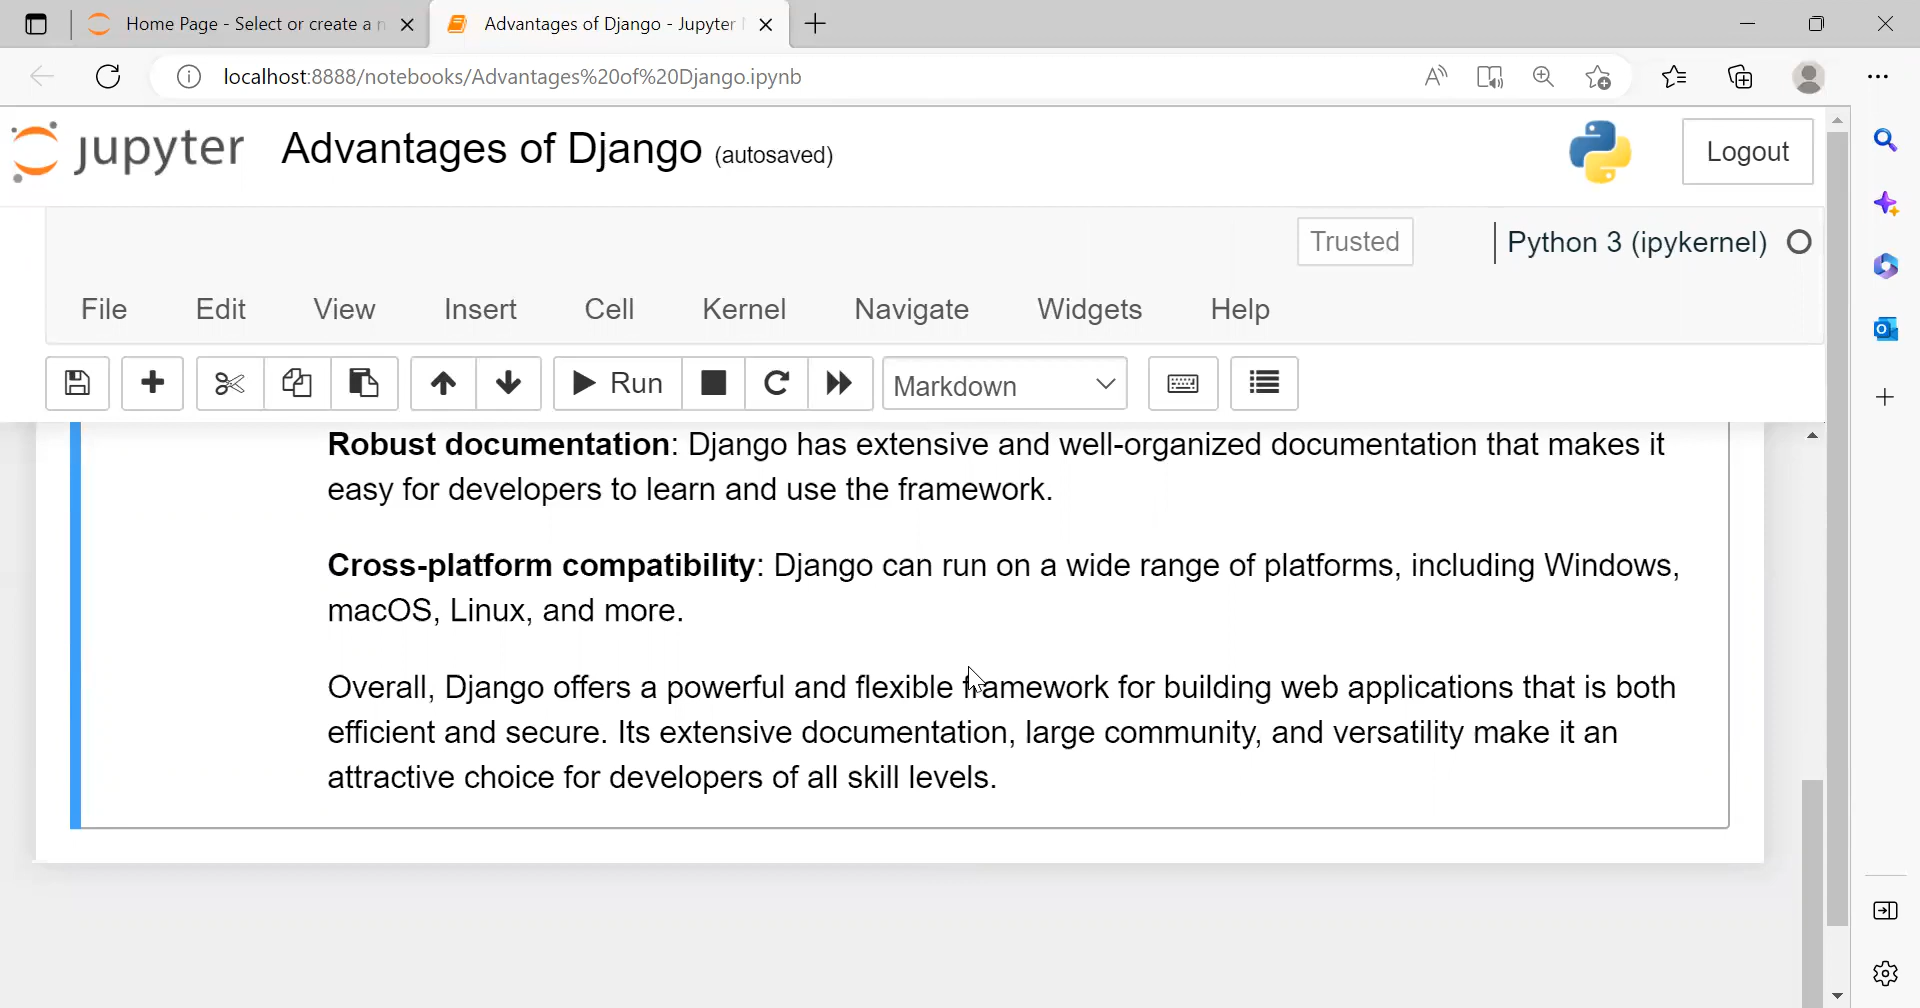 Home Page - Select or create a n
Advantages of Django - Jupyter
localhost:8888/notebooks/Advantages%20of%20Django.ipynb
jupyter Advantages of Django (autosaved)
Logout
Trusted
Python 3 (ipykernel)
File Edit View Insert Cell Kernel Navigate Widgets Help
Run
Markdown
Robust documentation: Django has extensive and well-organized documentation that makes it
easy for developers to learn and use the framework.
Cross-platform compatibility: Django can run on a wide range of platforms, including Windows,
macOS, Linux, and more.
Overall, Django offers a powerful and flexible framework for building web applications that is both
efficient and secure. Its extensive documentation, large community, and versatility make it an
attractive choice for developers of all skill levels.